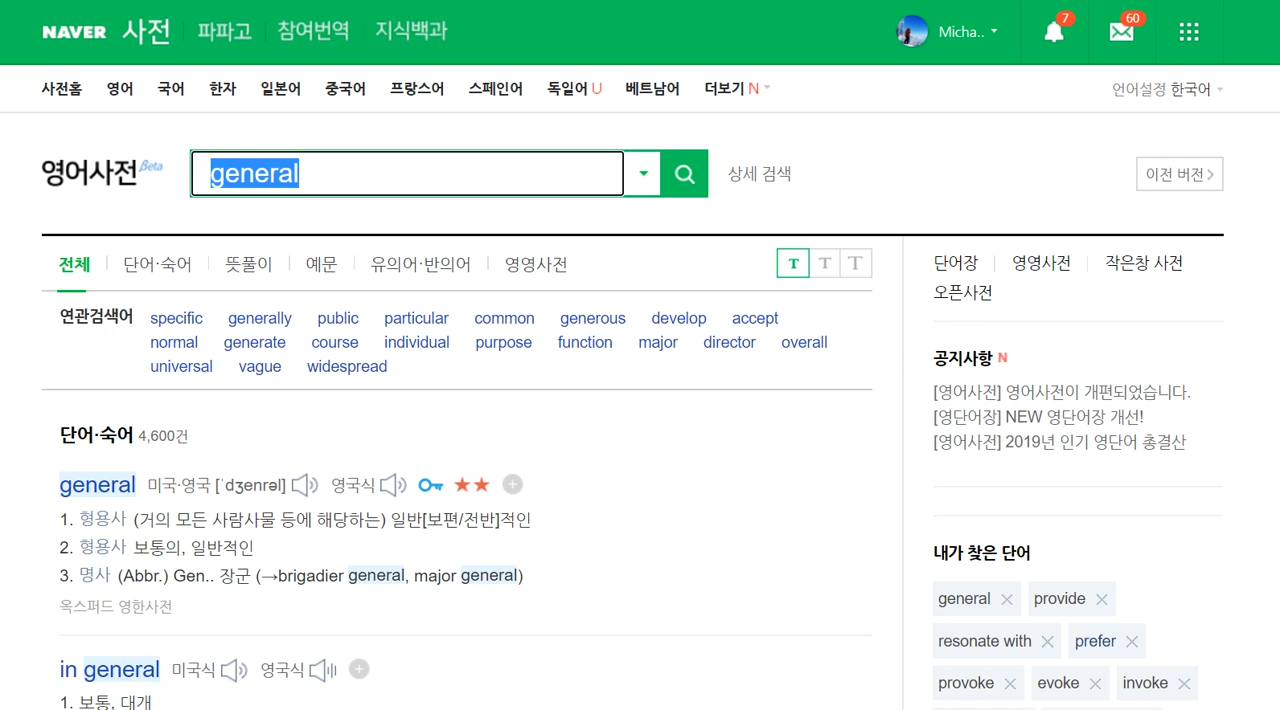 NAVER 사전 파파고 참여번역 지식백과 Micha.. 7 60
사전홈 영어 국어 한자 일본어 중국어 프랑스어 스페인어 독일어 U 베트남어 더보기 N 언어설정 한국어
영어사전 Beta general 상세 검색 이전 버전
전체 단어·숙어 뜻풀이 예문 유의어·반의어 영영사전 T T T
연관검색어 specific generally public particular common generous develop accept
normal generate course individual purpose function major director overall
universal vague widespread
단어·숙어 4,600건
general 미국·영국 [ˈdʒenrəl] 영국식
1. 형용사 (거의 모든 사람사물 등에 해당하는) 일반[보편/전반]적인
2. 형용사 보통의, 일반적인
3. 명사 (Abbr.) Gen.. 장군 (→brigadier general, major general)
옥스퍼드 영한사전
in general 미국식 영국식
1. 보통, 대개
단어장 영영사전 작은창 사전
오픈사전
공지사항 N
[영어사전] 영어사전이 개편되었습니다.
[영단어장] NEW 영단어장 개선!
[영어사전] 2019년 인기 영단어 총결산
내가 찾은 단어
general provide
resonate with prefer
provoke evoke invoke